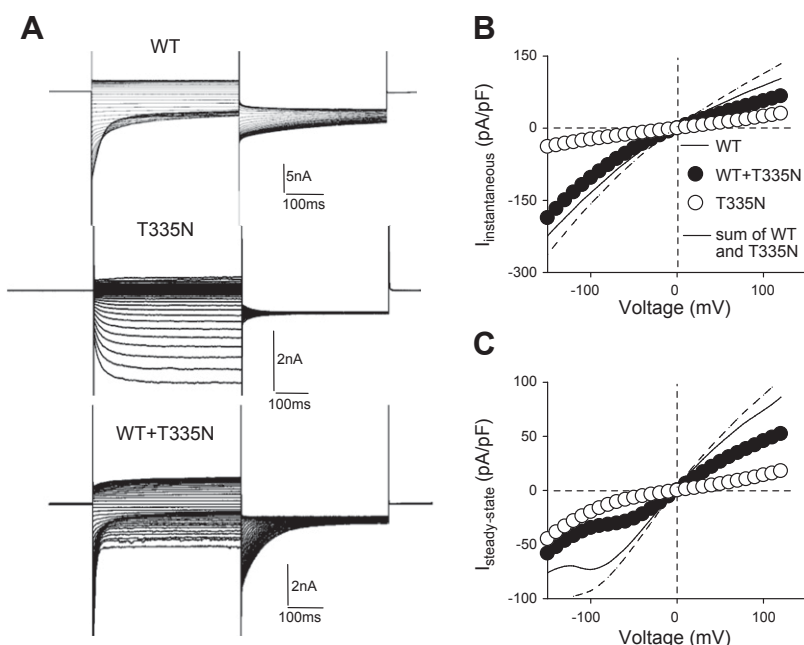 A
WT
5nA
100ms
T335N
2nA
100ms
WT+T335N
2nA
100ms
B
150
0
-150
-300
I instantaneous (pA/pF)
WT
WT+T335N
T335N
sum of WT
and T335N
-100
0
100
Voltage (mV)
C
100
50
0
-50
-100
I steady-state (pA/pF)
-100
0
100
Voltage (mV)